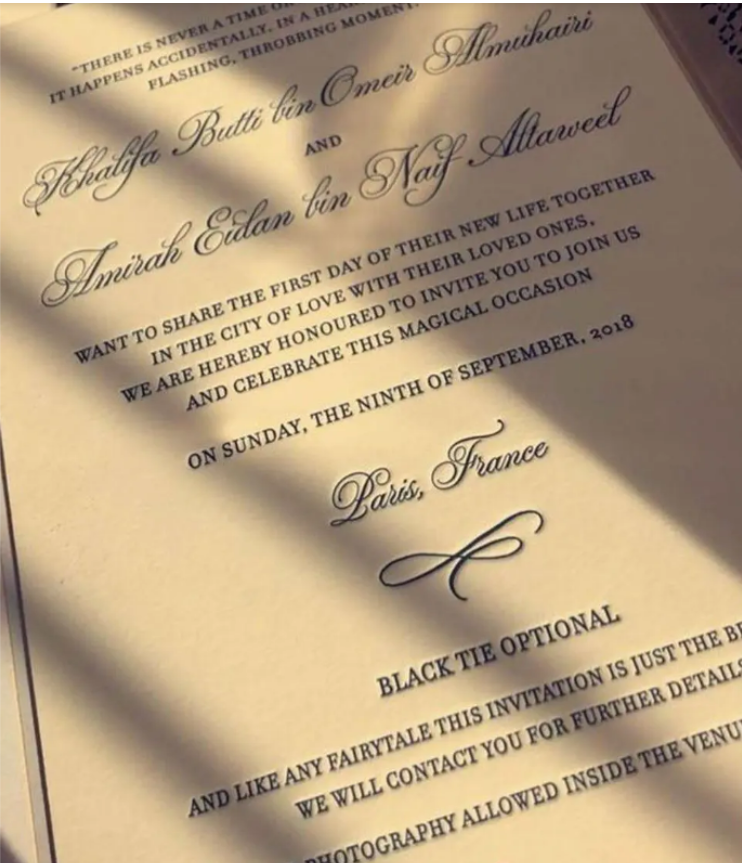 "THERE IS NEVER A TIME
IT HAPPENS ACCIDENTALLY, IN A
FLASHING, THROBBING MOMENT.
Khalifa Butti bin Omeir Almuhairi
AND
Amirah Eidan bin Naif Altaweel
WANT TO SHARE THE FIRST DAY OF THEIR NEW LIFE TOGETHER
IN THE CITY OF LOVE WITH THEIR LOVED ONES,
WE ARE HEREBY HONOURED TO INVITE YOU TO JOIN US
AND CELEBRATE THIS MAGICAL OCCASION
ON SUNDAY, THE NINTH OF SEPTEMBER, 2018
Paris, France
BLACK TIE OPTIONAL
AND LIKE ANY FAIRYTALE THIS INVITATION IS JUST THE
WE WILL CONTACT YOU FOR FURTHER DETAILS
PHOTOGRAPHY ALLOWED INSIDE THE